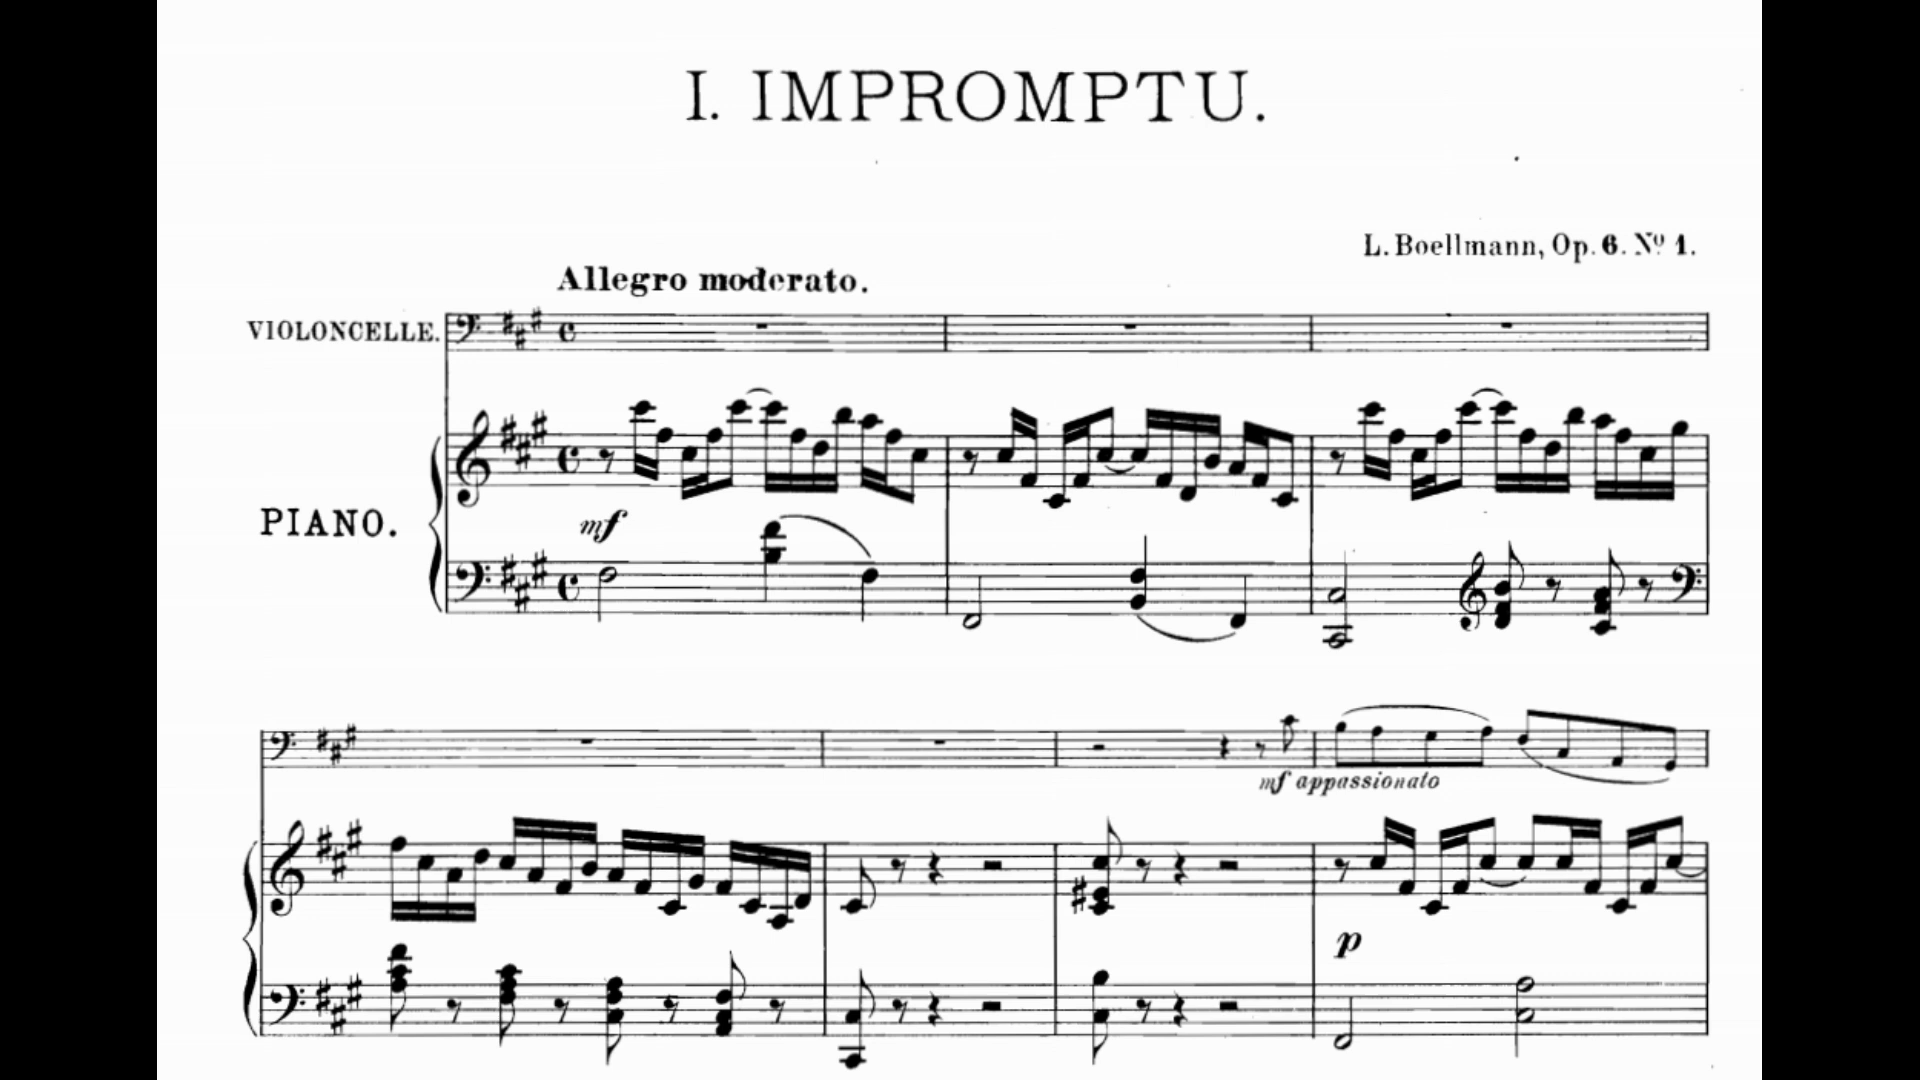 I. IMPROMPTU.
L. Boellmann, Op. 6. Nº 1.
Allegro moderato.
VIOLONCELLE.
PIANO.
mf
mf appassionato
p